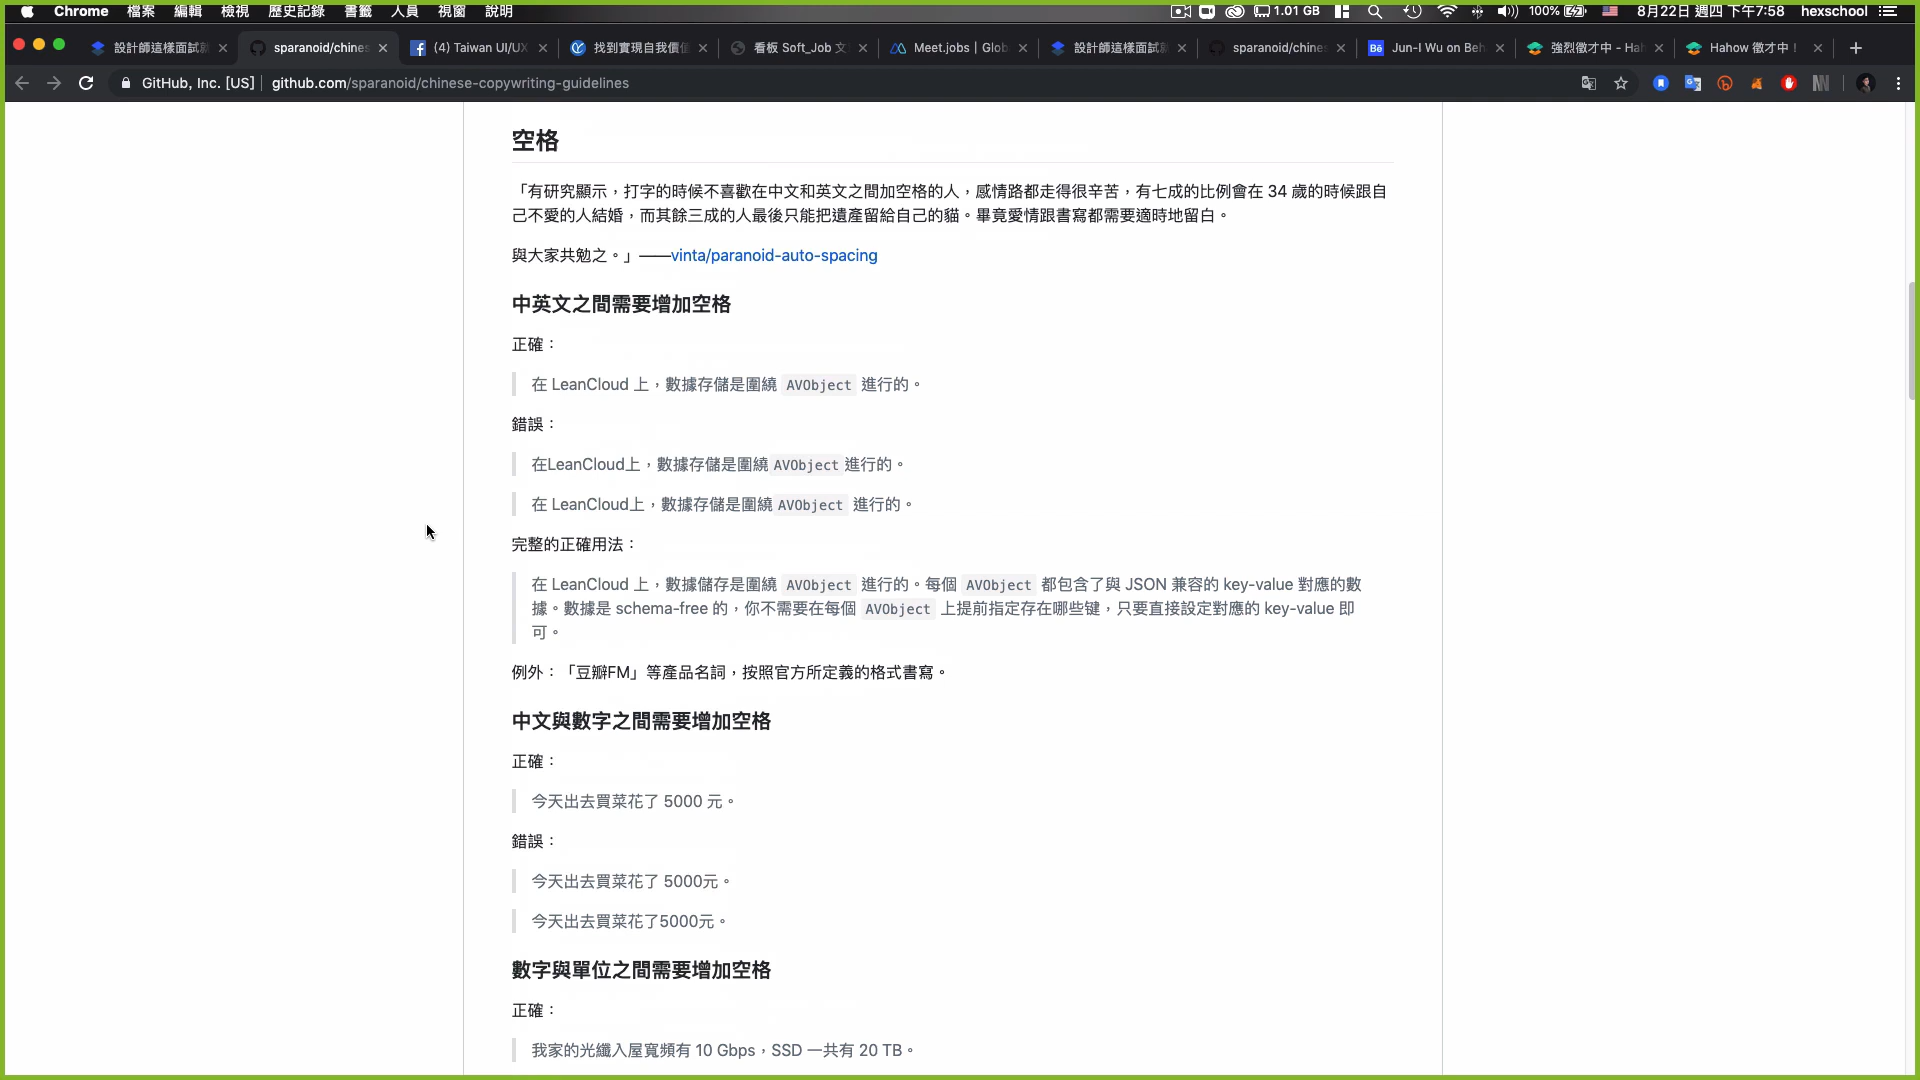 Chrome 檔案 編輯 檢視 歷史記錄 書籤 人員 視窗 說明 1.01 GB 100% 8月22日 週四 下午7:58 hexschool
設計師這樣面試就 sparanoid/chines (4) Taiwan UI/UX 找到實現自我價值 看板 Soft_Job 文 Meet.jobs | Glob 設計師這樣面試就 sparanoid/chines Jun-I Wu on Beh 強烈徵才中 - Hah Hahow 徵才中！
GitHub, Inc. [US] github.com/sparanoid/chinese-copywriting-guidelines
空格
「有研究顯示，打字的時候不喜歡在中文和英文之間加空格的人，感情路都走得很辛苦，有七成的比例會在 34 歲的時候跟自
己不愛的人結婚，而其餘三成的人最後只能把遺產留給自己的貓。畢竟愛情跟書寫都需要適時地留白。
與大家共勉之。」——vinta/paranoid-auto-spacing
中英文之間需要增加空格
正確：
在 LeanCloud 上，數據存儲是圍繞 AVObject 進行的。
錯誤：
在LeanCloud上，數據存儲是圍繞AVObject進行的。
在 LeanCloud上，數據存儲是圍繞AVObject 進行的。
完整的正確用法：
在 LeanCloud 上，數據儲存是圍繞 AVObject 進行的。每個 AVObject 都包含了與 JSON 兼容的 key-value 對應的數
據。數據是 schema-free 的，你不需要在每個 AVObject 上提前指定存在哪些键，只要直接設定對應的 key-value 即
可。
例外：「豆瓣FM」等產品名詞，按照官方所定義的格式書寫。
中文與數字之間需要增加空格
正確：
今天出去買菜花了 5000 元。
錯誤：
今天出去買菜花了 5000元。
今天出去買菜花了5000元。
數字與單位之間需要增加空格
正確：
我家的光纖入屋寬頻有 10 Gbps，SSD 一共有 20 TB。